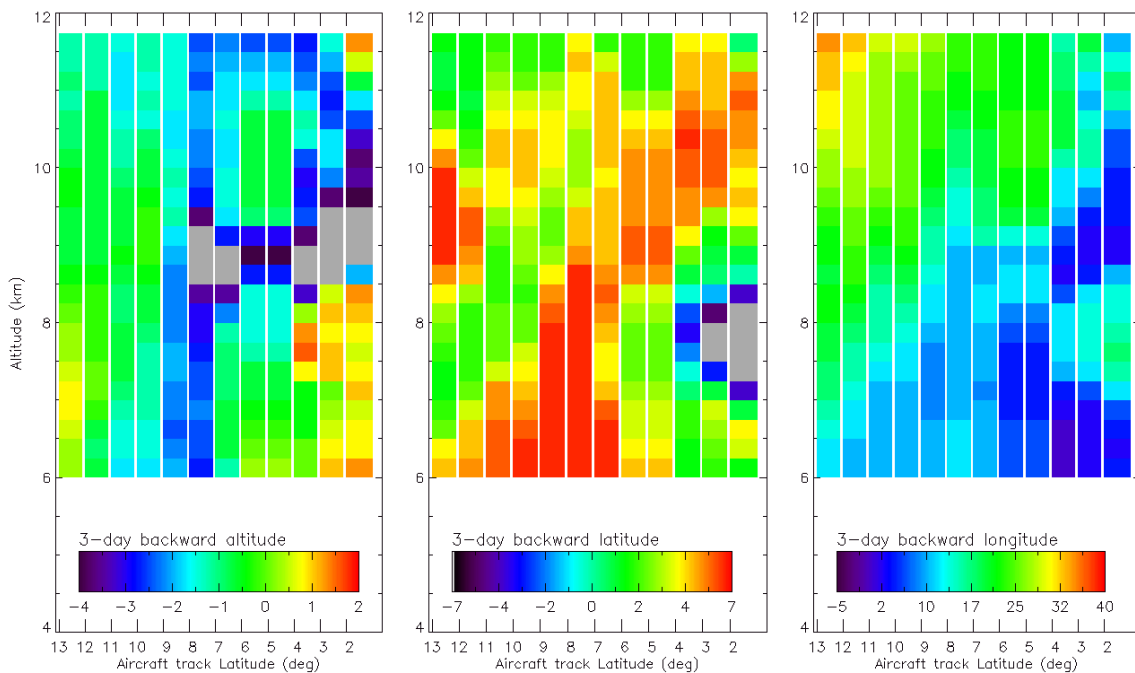 12
12
12
10
10
10
Altitude (km)
8
8
8
6
6
6
3-day backward altitude
3-day backward latitude
3-day backward longitude
-4 -3 -2 -1 0 1 2
-7 -4 -2 0 2 4 7
-5 2 10 17 25 32 40
4
4
4
13 12 11 10 9 8 7 6 5 4 3 2
13 12 11 10 9 8 7 6 5 4 3 2
13 12 11 10 9 8 7 6 5 4 3 2
Aircraft track Latitude (deg)
Aircraft track Latitude (deg)
Aircraft track Latitude (deg)